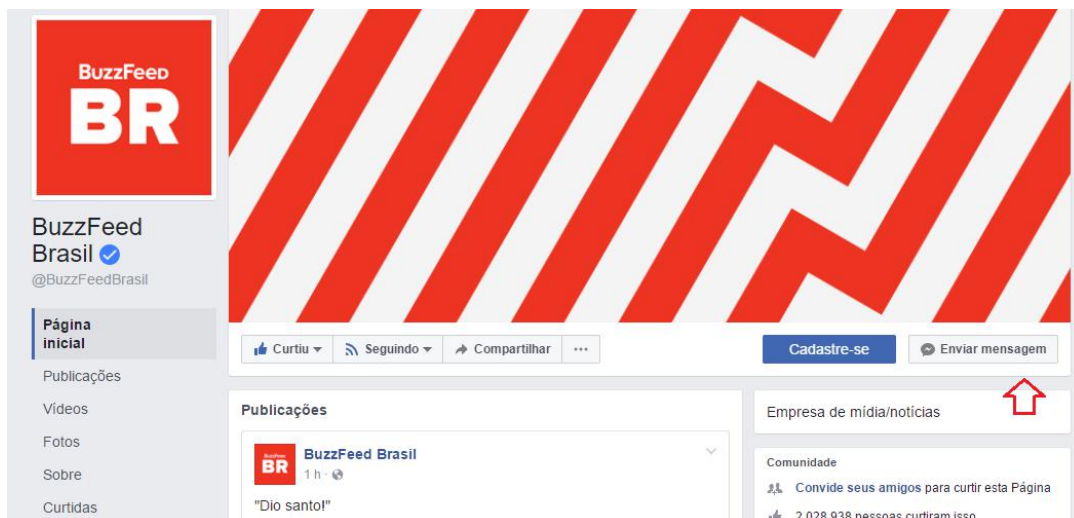 BuzzFeed
BR
BuzzFeed
Brasil
@BuzzFeedBrasil
Página
inicial
Publicações
Vídeos
Fotos
Sobre
Curtidas
Curtiu
Seguindo
Compartilhar
Cadastre-se
Enviar mensagem
Publicações
BuzzFeed
BR
BuzzFeed Brasil
1 h ·
"Dio santo!"
Empresa de mídia/notícias
Comunidade
Convide seus amigos para curtir esta Página
2.028.938 pessoas curtiram isso